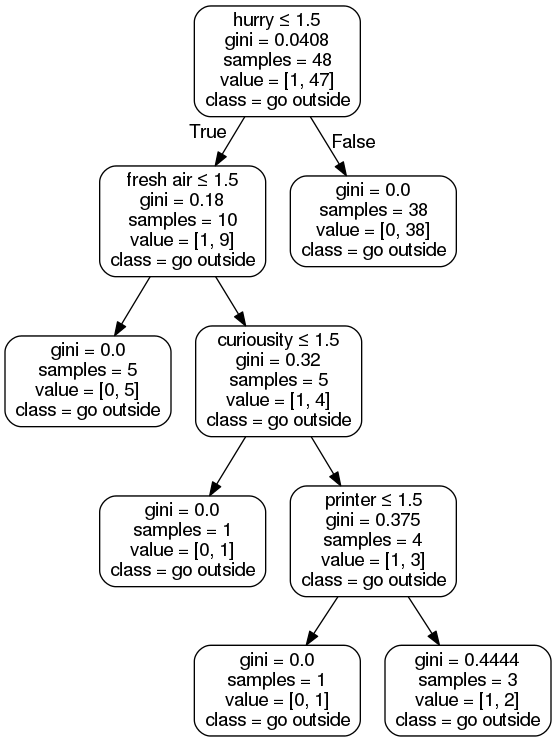 hurry ≤ 1.5
gini = 0.0408
samples = 48
value = [1, 47]
class = go outside
True
False
fresh air ≤ 1.5
gini = 0.18
samples = 10
value = [1, 9]
class = go outside
gini = 0.0
samples = 38
value = [0, 38]
class = go outside
gini = 0.0
samples = 5
value = [0, 5]
class = go outside
curiousity ≤ 1.5
gini = 0.32
samples = 5
value = [1, 4]
class = go outside
gini = 0.0
samples = 1
value = [0, 1]
class = go outside
printer ≤ 1.5
gini = 0.375
samples = 4
value = [1, 3]
class = go outside
gini = 0.0
samples = 1
value = [0, 1]
class = go outside
gini = 0.4444
samples = 3
value = [1, 2]
class = go outside